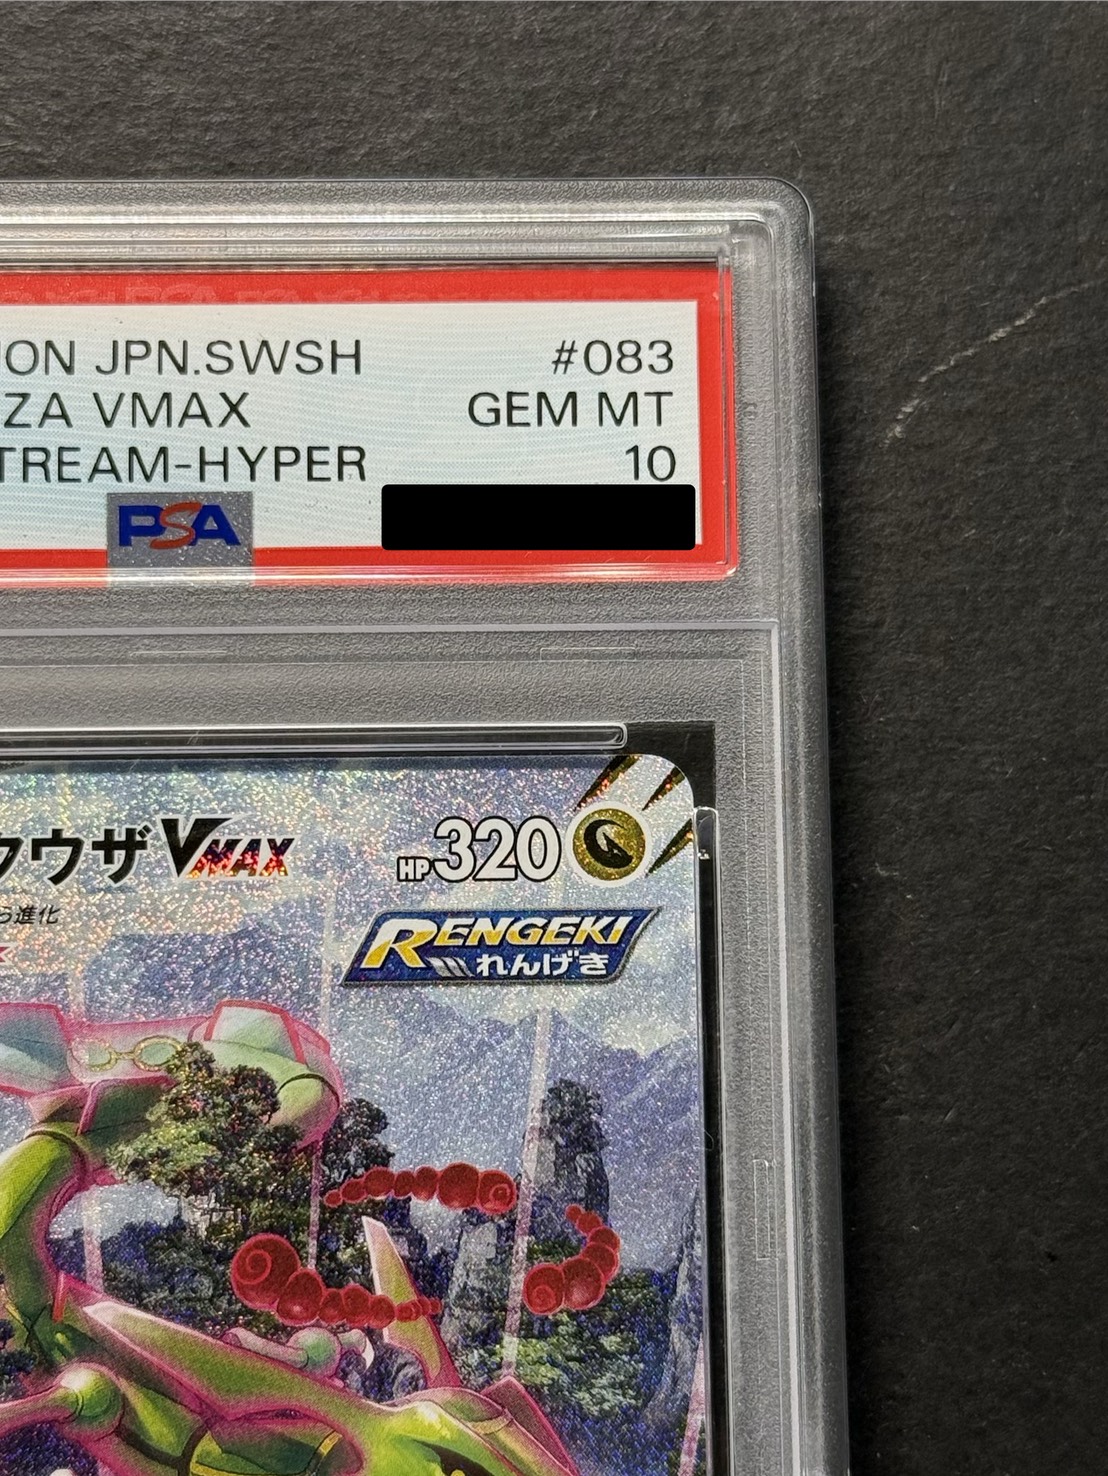 ON JPN.SWSH #083
ZA VMAX GEM MT
TREAM-HYPER 10
PSA
クウザVMAX HP320
ら進化
RENGEKI
れんげき